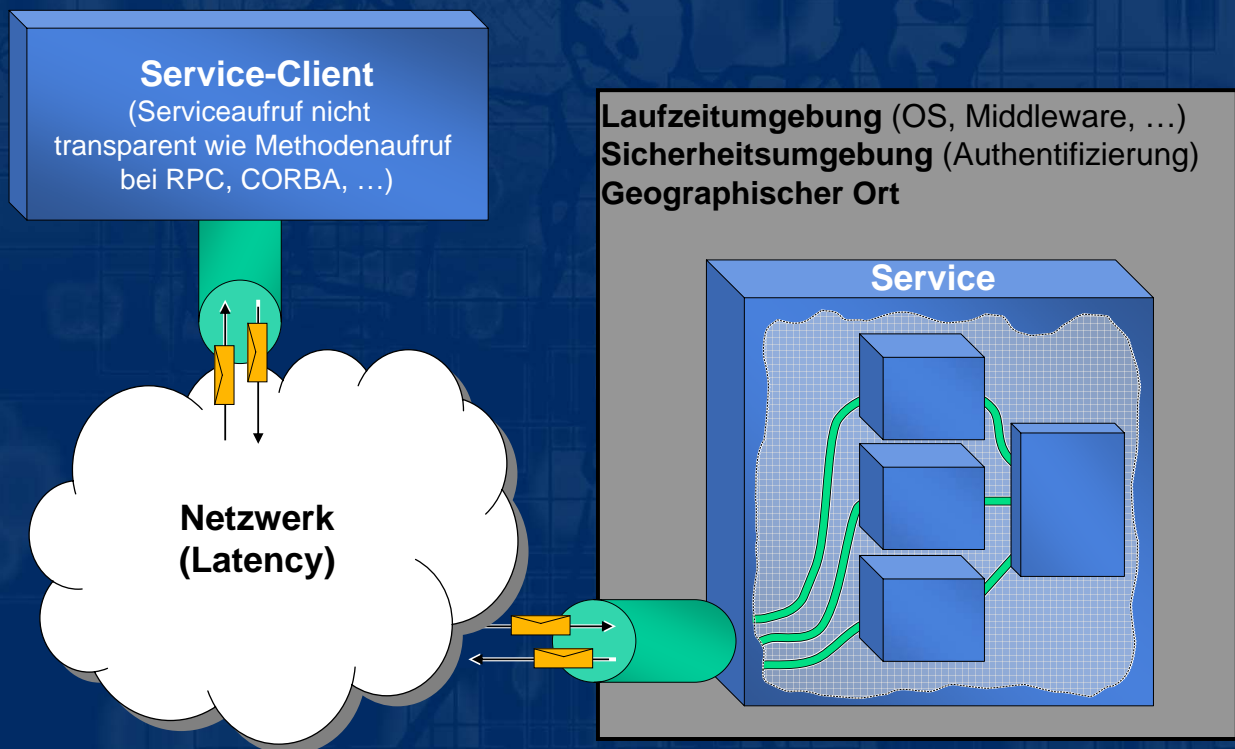 Service-Client
(Serviceaufruf nicht
transparent wie Methodenaufruf
bei RPC, CORBA, …)
Laufzeitumgebung (OS, Middleware, …)
Sicherheitsumgebung (Authentifizierung)
Geographischer Ort
Service
Netzwerk
(Latency)